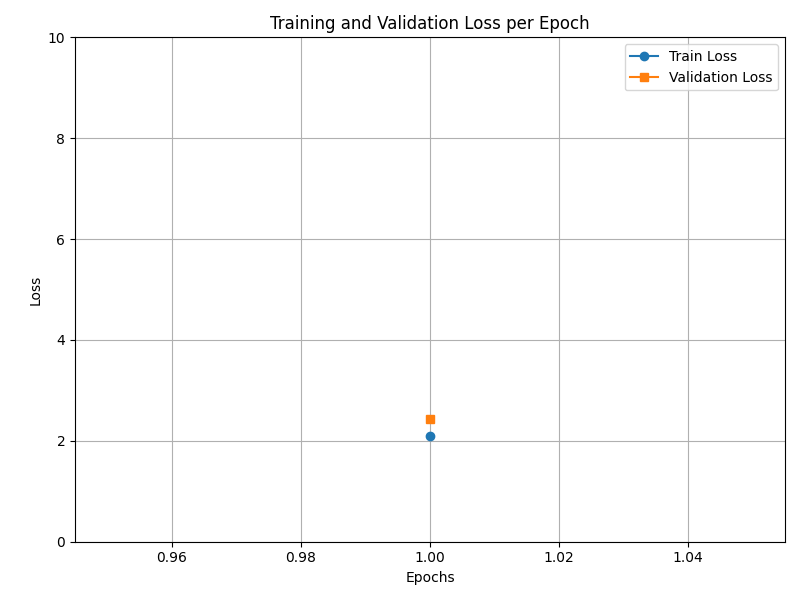 Training and Validation Loss per Epoch
10
Train Loss
Validation Loss
8
6
Loss
4
2
0
0.96 0.98 1.00 1.02 1.04
Epochs